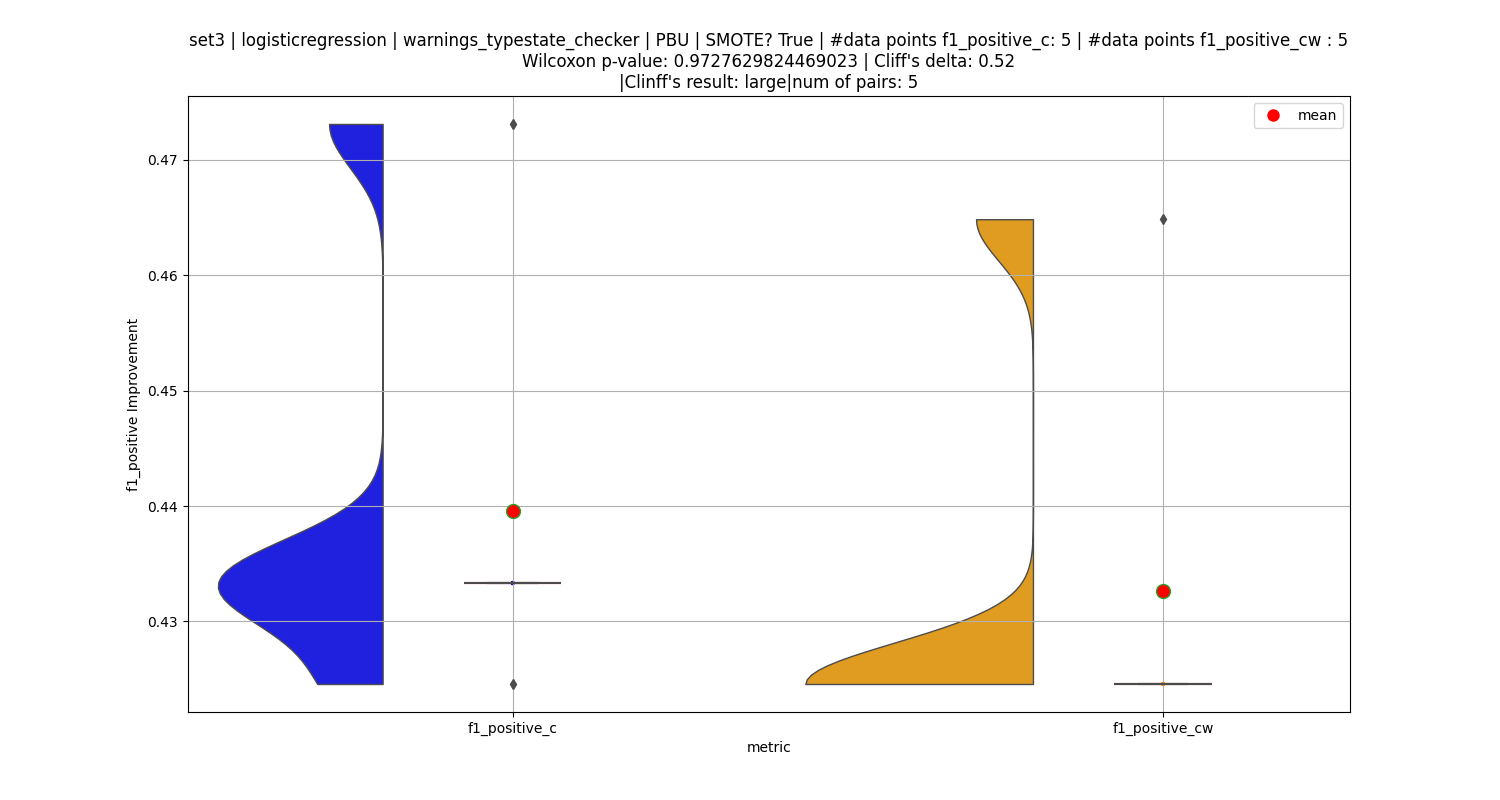 set3 | logisticregression | warnings_typestate_checker | PBU | SMOTE? True | #data points f1_positive_c: 5 | #data points f1_positive_cw : 5
Wilcoxon p-value: 0.9727629824469023 | Cliff's delta: 0.52
|Clinff's result: large|num of pairs: 5
mean
0.47
0.46
0.45
0.44
0.43
f1_positive Improvement
f1_positive_c
f1_positive_cw
metric